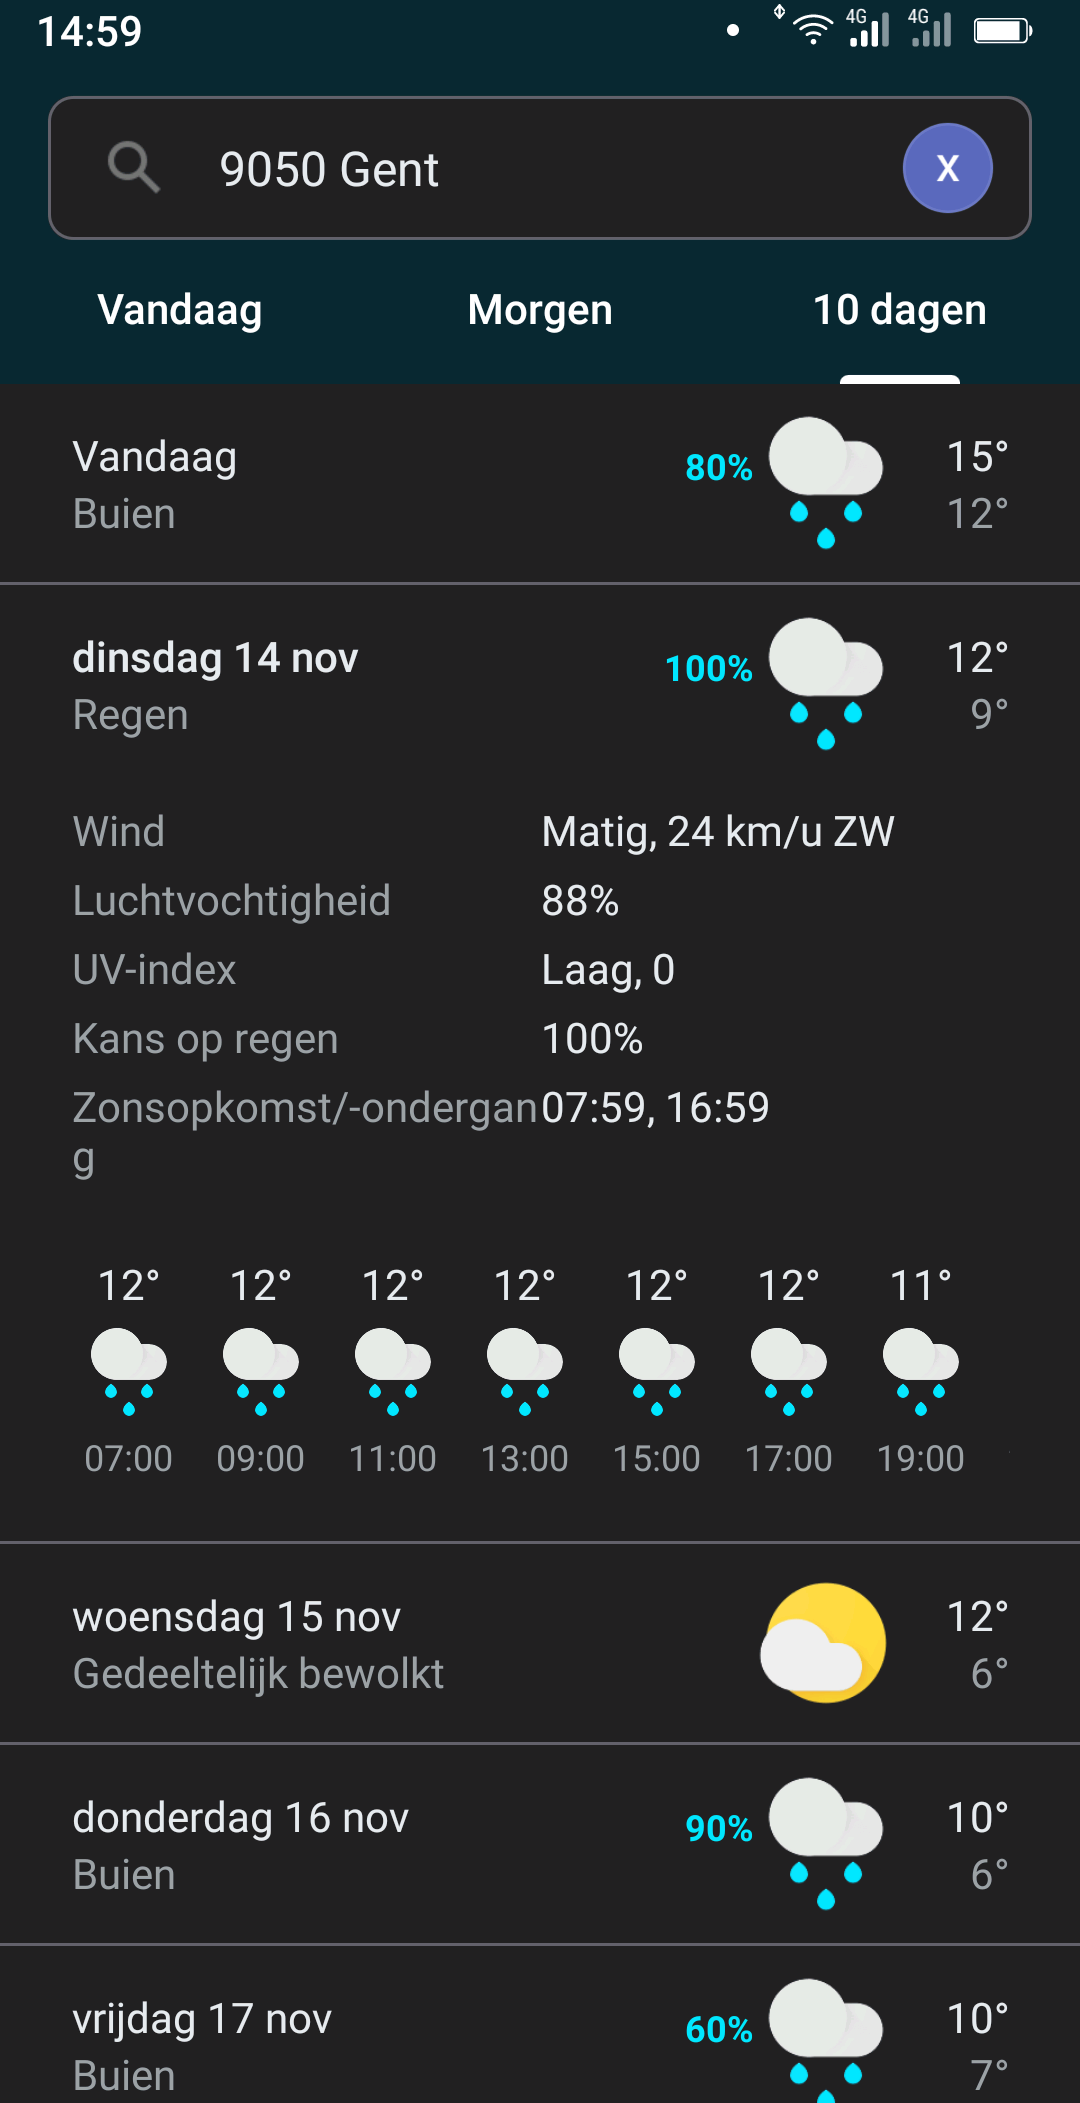 14:59
4G 4G
9050 Gent
X
Vandaag Morgen 10 dagen
Vandaag 80% 15°
Buien 12°
dinsdag 14 nov 100% 12°
Regen 9°
Wind Matig, 24 km/u ZW
Luchtvochtigheid 88%
UV-index Laag, 0
Kans op regen 100%
Zonsopkomst/-ondergan 07:59, 16:59
g
12° 12° 12° 12° 12° 12° 11°
07:00 09:00 11:00 13:00 15:00 17:00 19:00
woensdag 15 nov 12°
Gedeeltelijk bewolkt 6°
donderdag 16 nov 90% 10°
Buien 6°
vrijdag 17 nov 60% 10°
Buien 7°